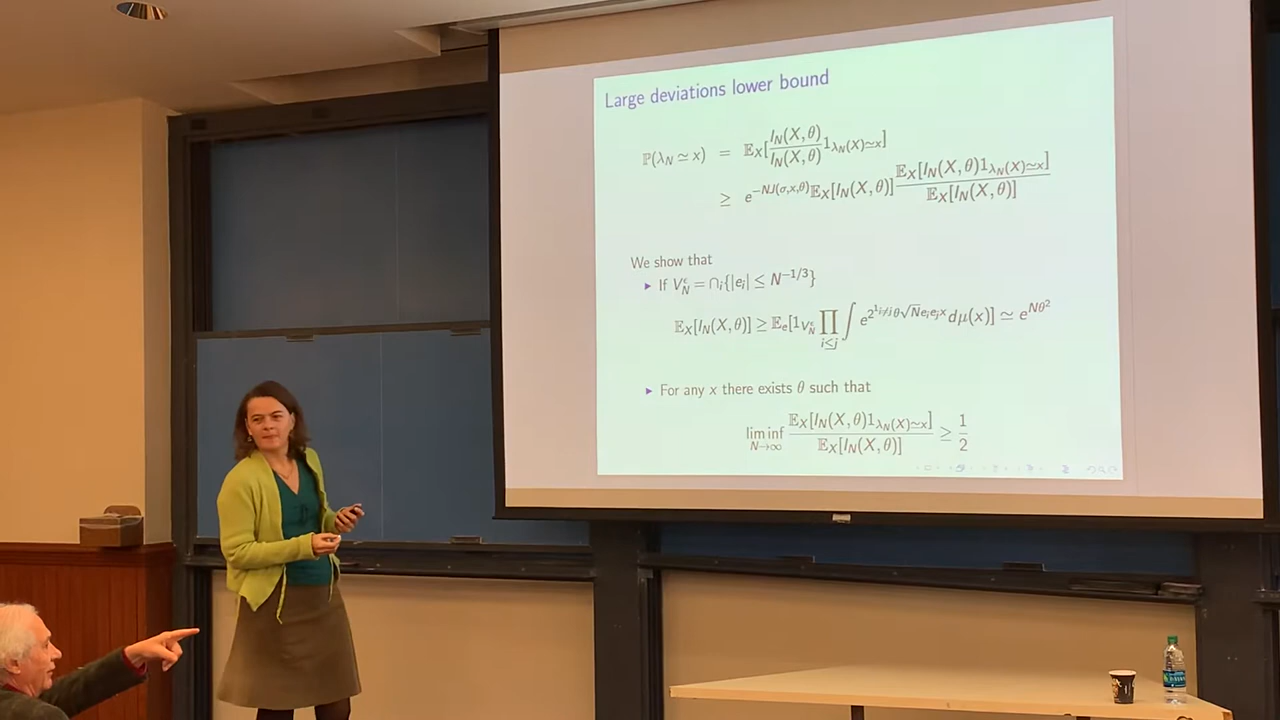 Large deviations lower bound
ℙ(λ_N ≃ x) = 𝔼_X[I_N(X, θ)/I_N(X, θ) 1_{λ_N(X)≃x}]
≥ e^{−NJ(σ,x,θ)} 𝔼_X[I_N(X, θ)] 𝔼_X[I_N(X, θ)1_{λ_N(X)≃x}]/𝔼_X[I_N(X, θ)]
We show that
▶ If V_N^ε = ∩_i{|e_i| ≤ N^{−1/3}}
𝔼_X[I_N(X, θ)] ≥ 𝔼_e[1_{V_N^ε} ∏_{i≤j} ∫ e^{2^{1_{i≠j}}θ√N e_i e_j x} dμ(x)] ≃ e^{Nθ²}
▶ For any x there exists θ such that
lim inf_{N→∞} 𝔼_X[I_N(X, θ)1_{λ_N(X)≃x}]/𝔼_X[I_N(X, θ)] ≥ 1/2